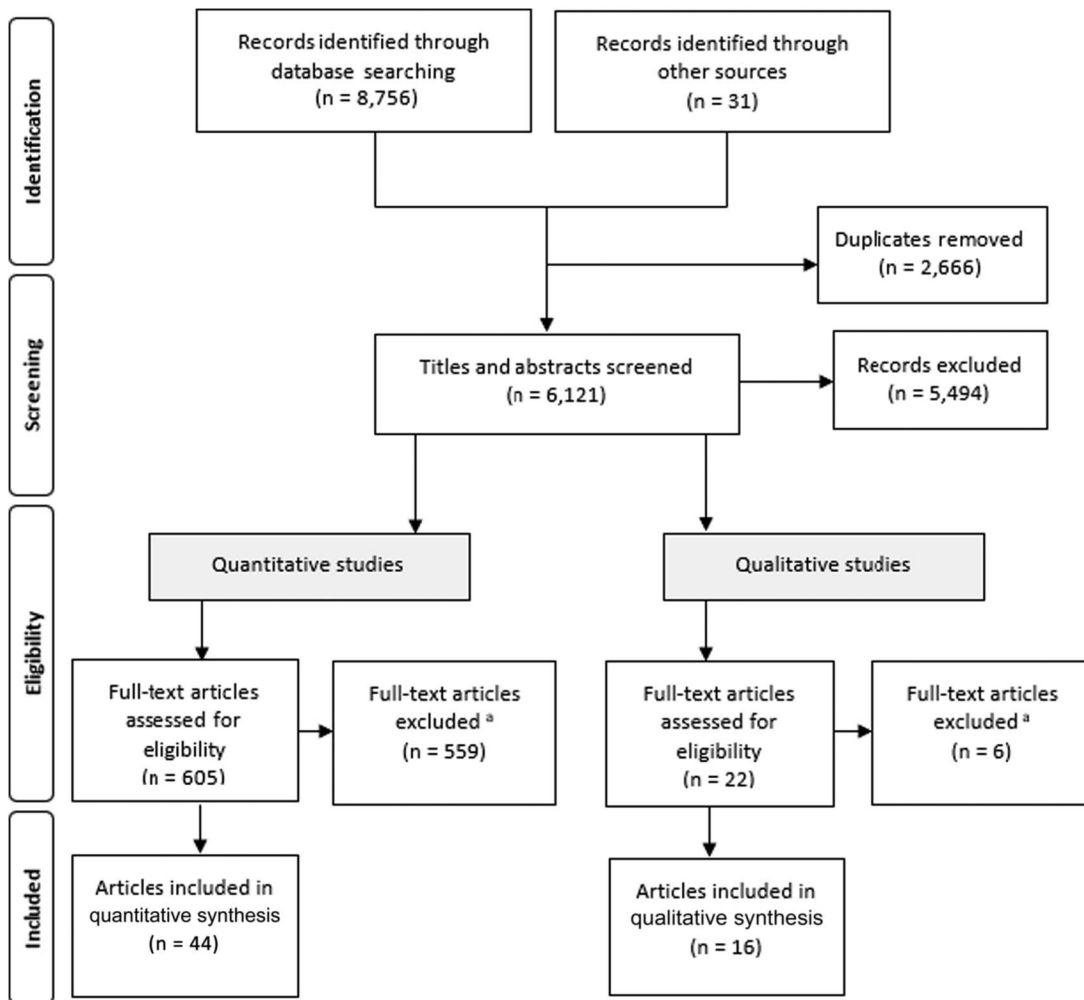 Identification
Records identified through
database searching
(n = 8,756)
Records identified through
other sources
(n = 31)
Duplicates removed
(n = 2,666)
Screening
Titles and abstracts screened
(n = 6,121)
Records excluded
(n = 5,494)
Eligibility
Quantitative studies
Qualitative studies
Full-text articles
assessed for
eligibility
(n = 605)
Full-text articles
excluded ª
(n = 559)
Full-text articles
assessed for
eligibility
(n = 22)
Full-text articles
excluded ª
(n = 6)
Included
Articles included in
quantitative synthesis
(n = 44)
Articles included in
qualitative synthesis
(n = 16)